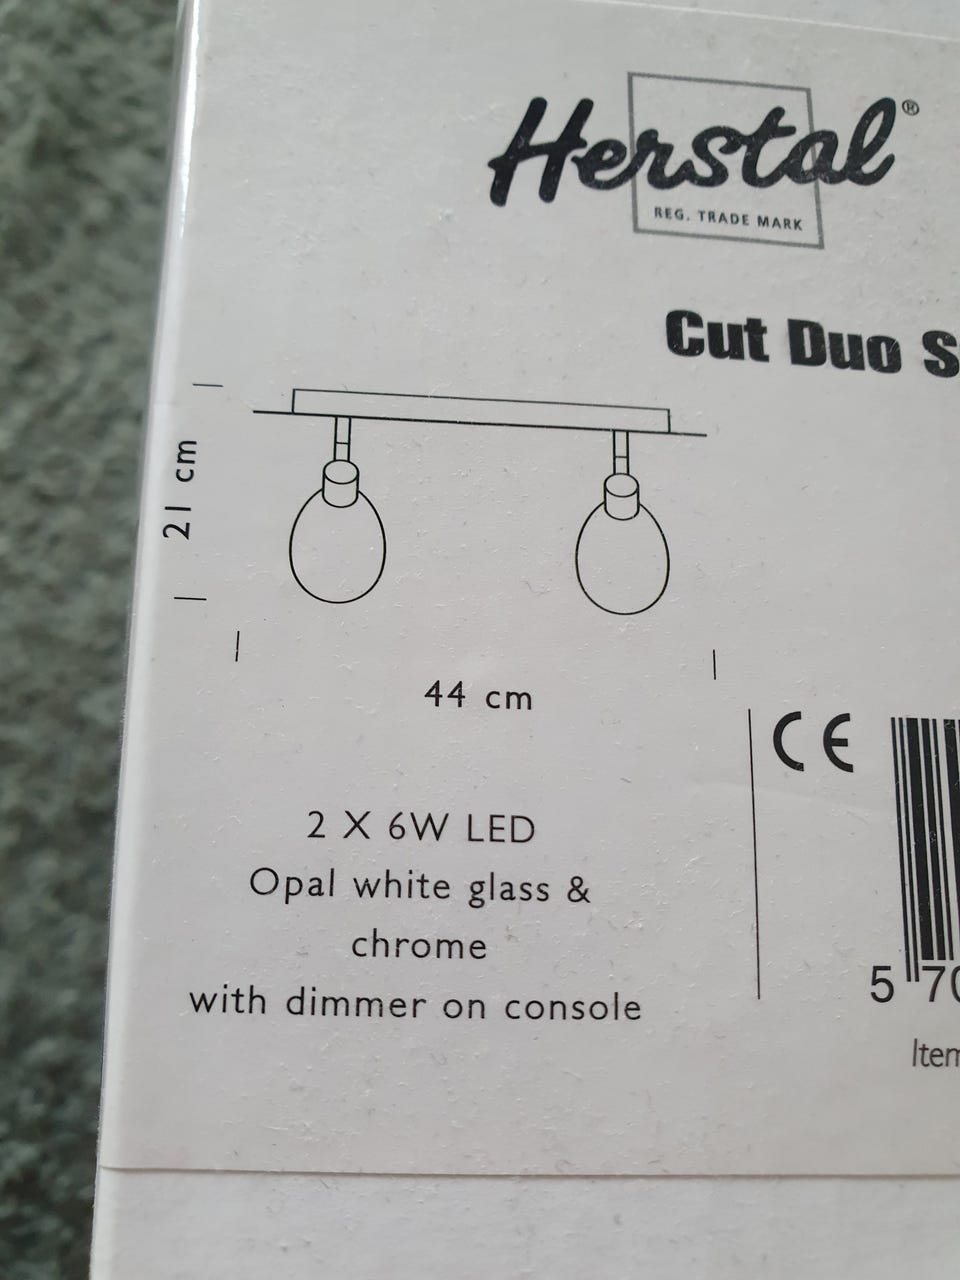 Herstal®
REG. TRADE MARK
Cut Duo S
21 cm
44 cm
CE
2 X 6W LED
Opal white glass &
chrome
with dimmer on console
5 70
Item